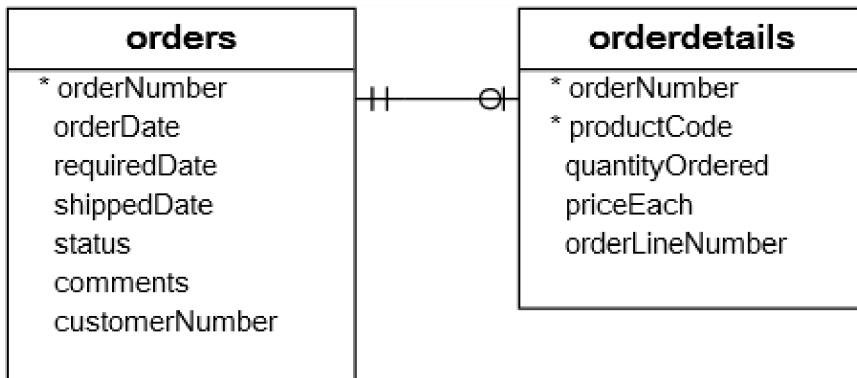 orders
* orderNumber
orderDate
requiredDate
shippedDate
status
comments
customerNumber
orderdetails
* orderNumber
* productCode
quantityOrdered
priceEach
orderLineNumber